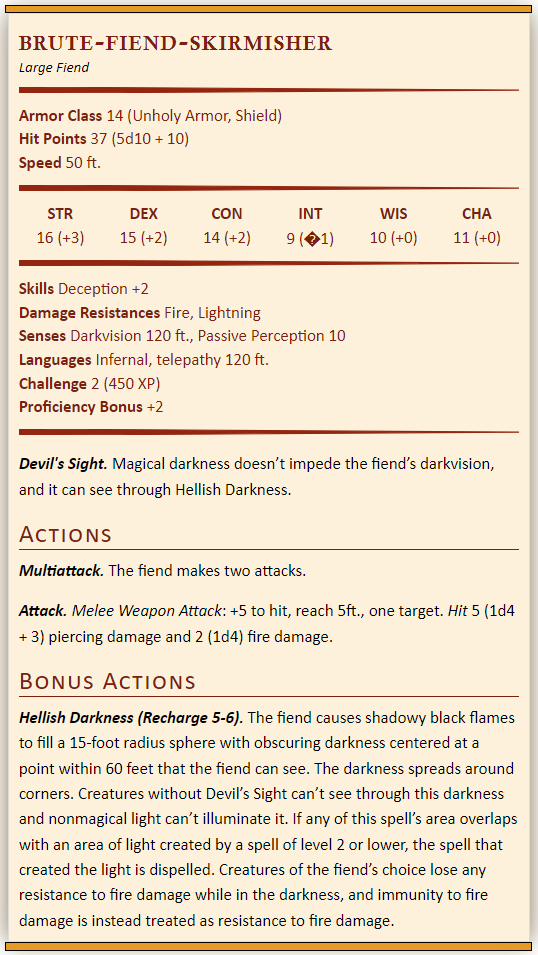 BRUTE-FIEND-SKIRMISHER
Large Fiend
Armor Class 14 (Unholy Armor, Shield)
Hit Points 37 (5d10 + 10)
Speed 50 ft.
STR DEX CON INT WIS CHA
16 (+3) 15 (+2) 14 (+2) 9 (�1) 10 (+0) 11 (+0)
Skills Deception +2
Damage Resistances Fire, Lightning
Senses Darkvision 120 ft., Passive Perception 10
Languages Infernal, telepathy 120 ft.
Challenge 2 (450 XP)
Proficiency Bonus +2
Devil's Sight. Magical darkness doesn’t impede the fiend’s darkvision,
and it can see through Hellish Darkness.
Actions
Multiattack. The fiend makes two attacks.
Attack. Melee Weapon Attack: +5 to hit, reach 5ft., one target. Hit 5 (1d4
+ 3) piercing damage and 2 (1d4) fire damage.
Bonus Actions
Hellish Darkness (Recharge 5-6). The fiend causes shadowy black flames
to fill a 15-foot radius sphere with obscuring darkness centered at a
point within 60 feet that the fiend can see. The darkness spreads around
corners. Creatures without Devil’s Sight can’t see through this darkness
and nonmagical light can’t illuminate it. If any of this spell’s area overlaps
with an area of light created by a spell of level 2 or lower, the spell that
created the light is dispelled. Creatures of the fiend’s choice lose any
resistance to fire damage while in the darkness, and immunity to fire
damage is instead treated as resistance to fire damage.